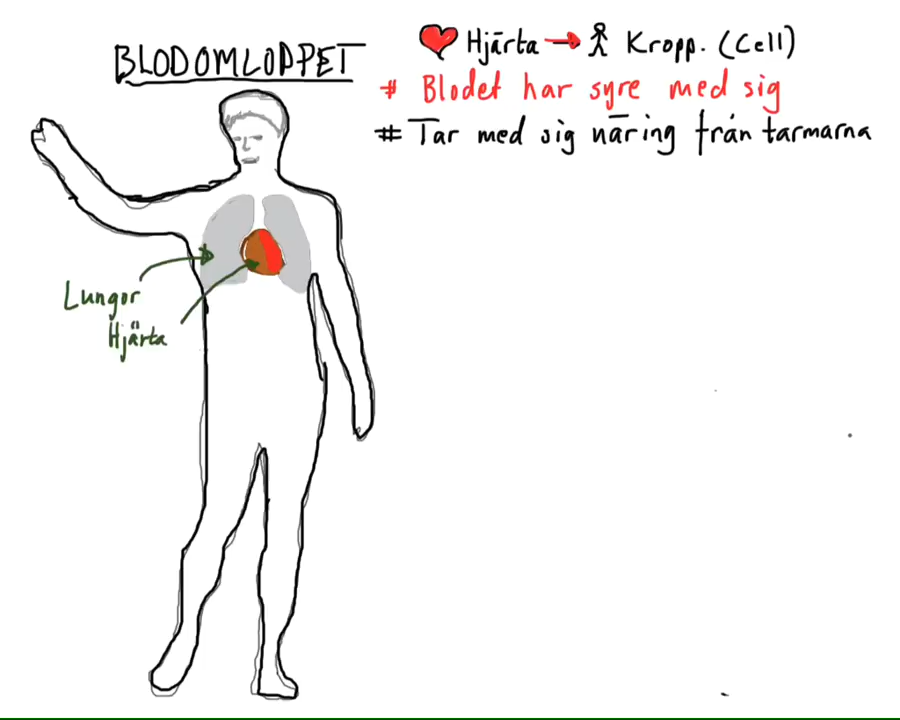 BLODOMLOPPET
Hjärta → Kropp. (Cell)
# Blodet har syre med sig
# Tar med sig näring från tarmarna
Lungor
Hjärta